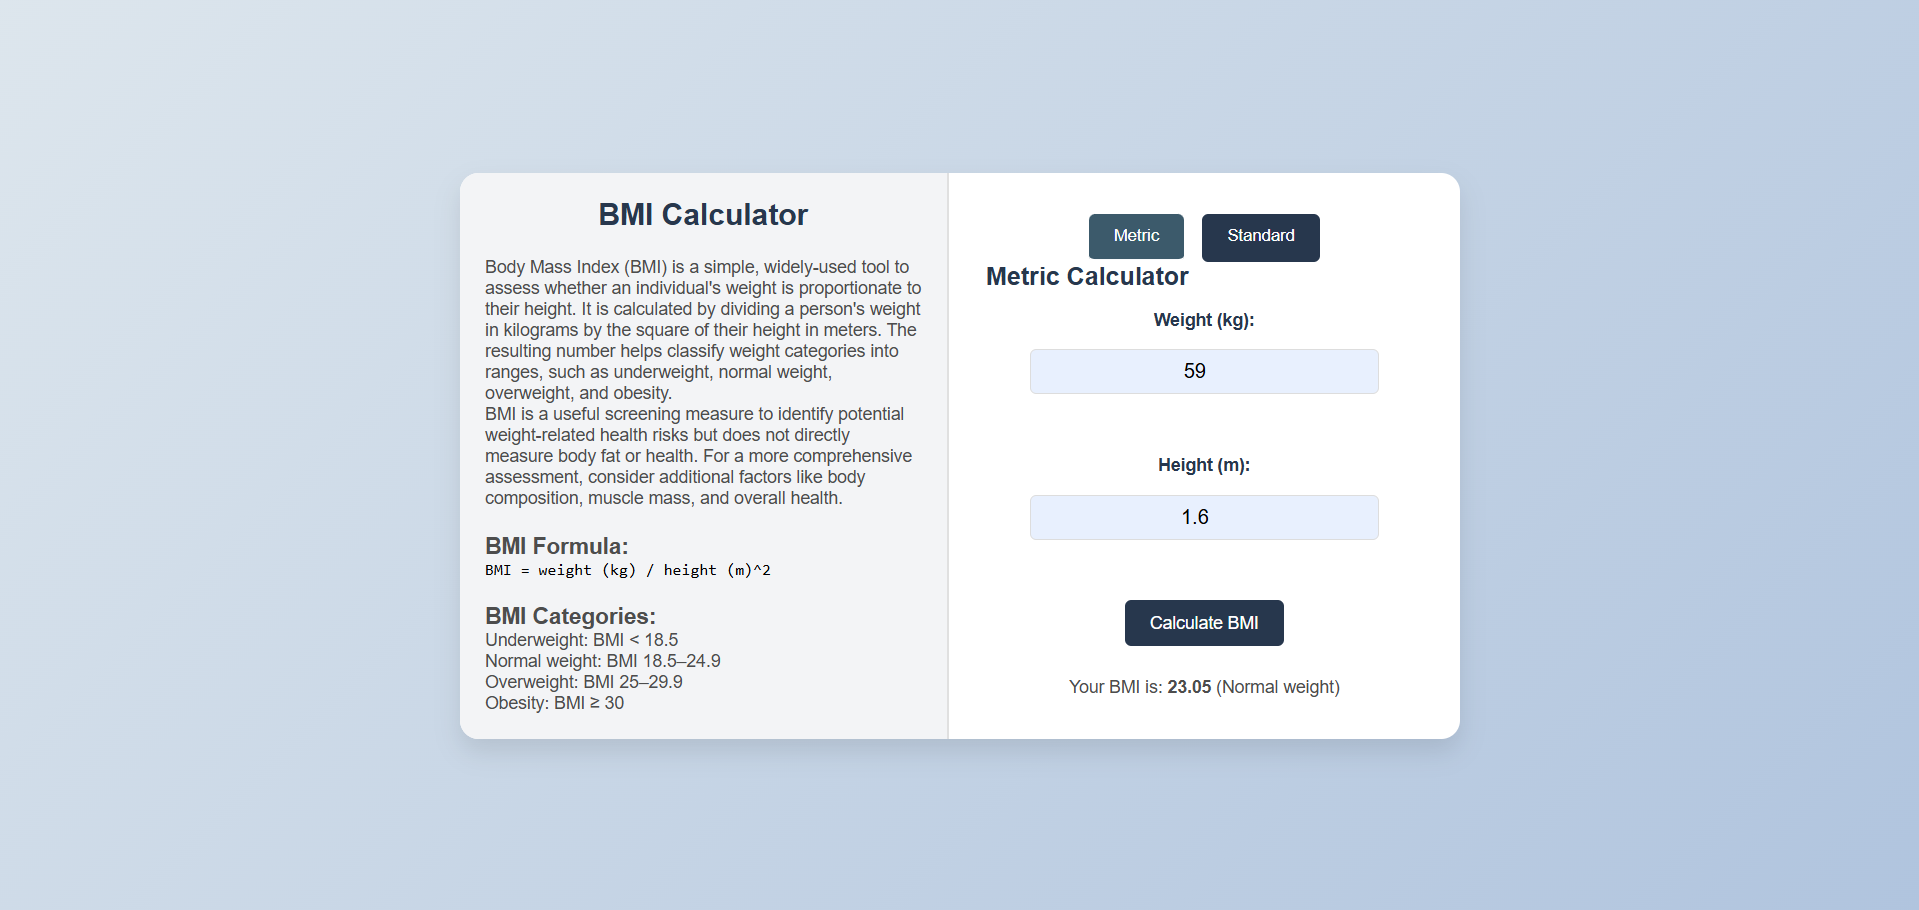 BMI Calculator
Body Mass Index (BMI) is a simple, widely-used tool to
assess whether an individual's weight is proportionate to
their height. It is calculated by dividing a person's weight
in kilograms by the square of their height in meters. The
resulting number helps classify weight categories into
ranges, such as underweight, normal weight,
overweight, and obesity.
BMI is a useful screening measure to identify potential
weight-related health risks but does not directly
measure body fat or health. For a more comprehensive
assessment, consider additional factors like body
composition, muscle mass, and overall health.
BMI Formula:
BMI = weight (kg) / height (m)^2
BMI Categories:
Underweight: BMI < 18.5
Normal weight: BMI 18.5–24.9
Overweight: BMI 25–29.9
Obesity: BMI ≥ 30
Metric Standard
Metric Calculator
Weight (kg):
59
Height (m):
1.6
Calculate BMI
Your BMI is: 23.05 (Normal weight)